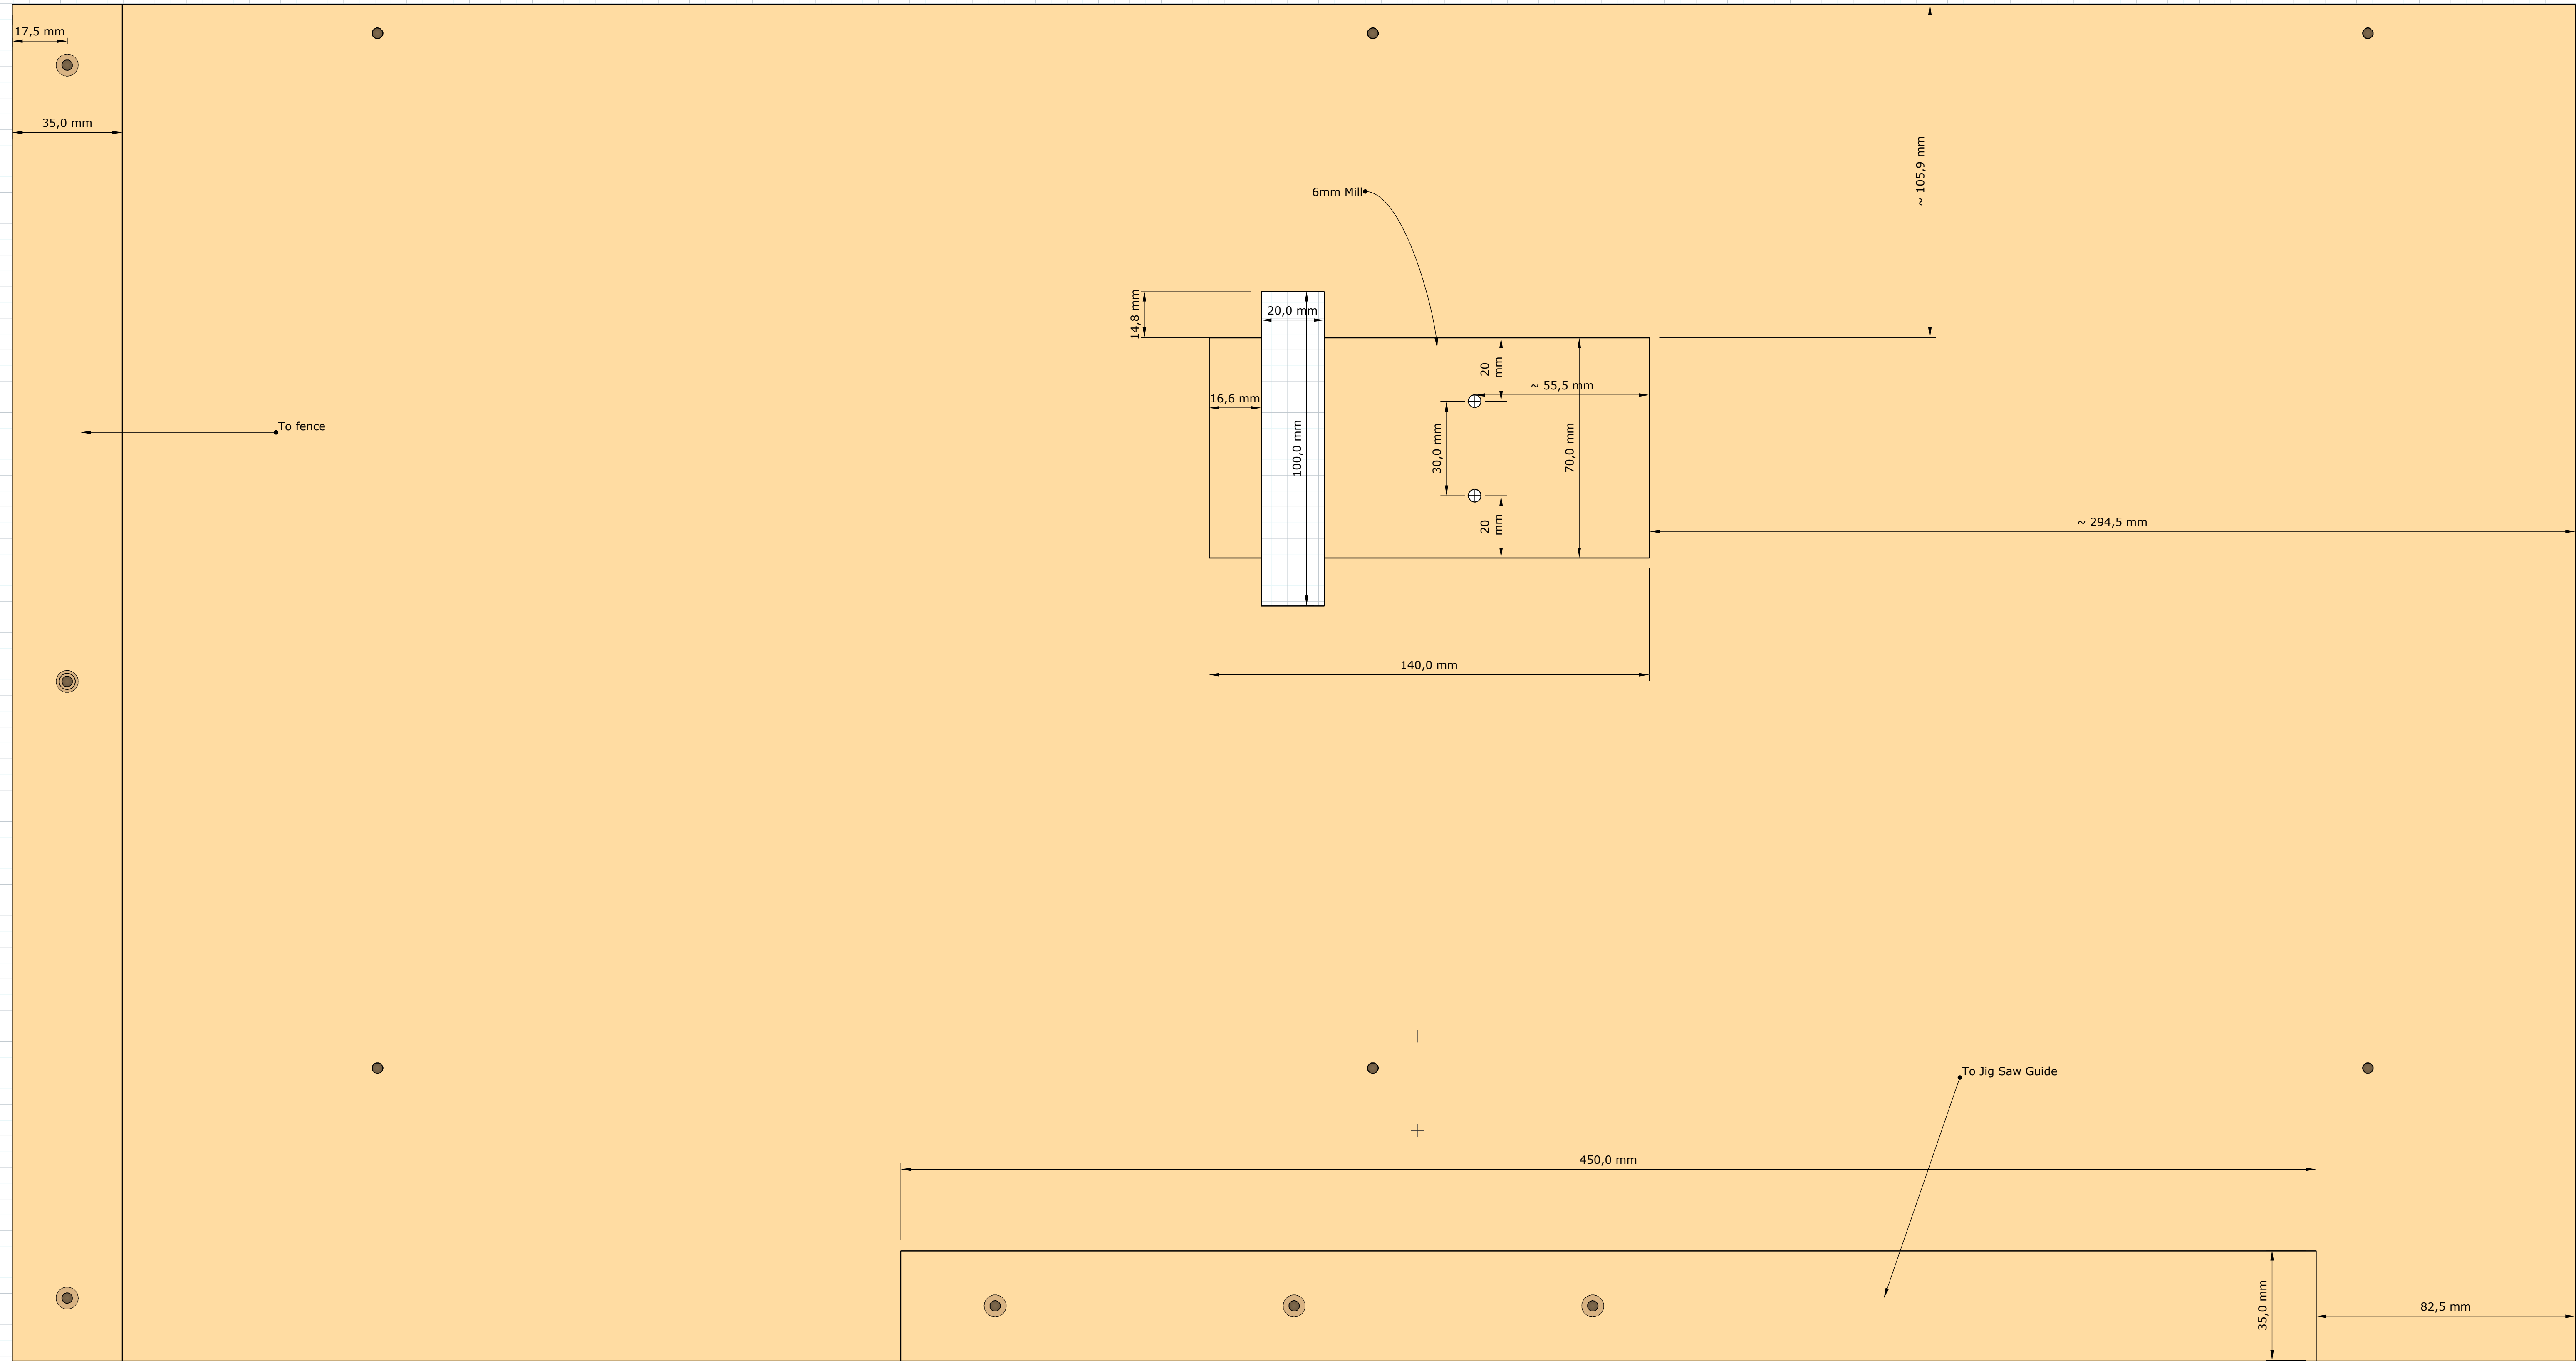 17,5 mm
35,0 mm
~ 105,9 mm
6mm Mill
14,8 mm
20,0 mm
20
mm
~ 55,5 mm
16,6 mm
To fence
100,0 mm
30,0 mm
70,0 mm
20
mm
~ 294,5 mm
140,0 mm
To Jig Saw Guide
450,0 mm
35,0 mm
82,5 mm